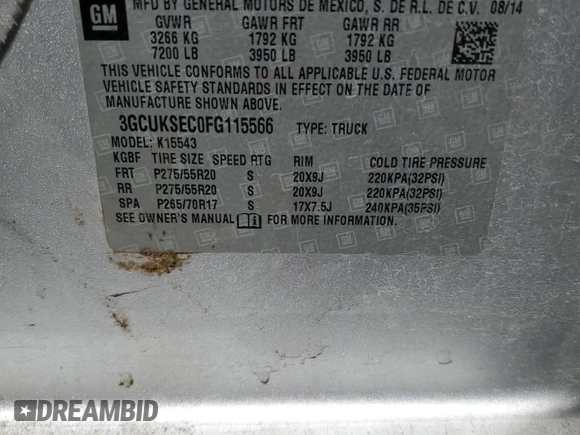 GM
MFD BY GENERAL MOTORS DE MEXICO, S. DE R.L. DE C.V. 08/14
GVWR GAWR FRT GAWR RR
3266 KG 1792 KG 1792 KG
7200 LB 3950 LB 3950 LB
THIS VEHICLE CONFORMS TO ALL APPLICABLE U.S. FEDERAL MOTOR
VEHICLE SAFETY STANDARDS IN EFFECT ON THE DATE OF
MANUFACTURE SHOWN ABOVE.
3GCUKSEC0FG115566 TYPE: TRUCK
MODEL: K15543
KGBF TIRE SIZE SPEED RTG RIM COLD TIRE PRESSURE
FRT P275/55R20 S 20X9J 220KPA(32PSI)
RR P275/55R20 S 20X9J 220KPA(32PSI)
SPA P265/70R17 S 17X7.5J 240KPA(35PSI)
SEE OWNER'S MANUAL FOR MORE INFORMATION.
DREAMBID